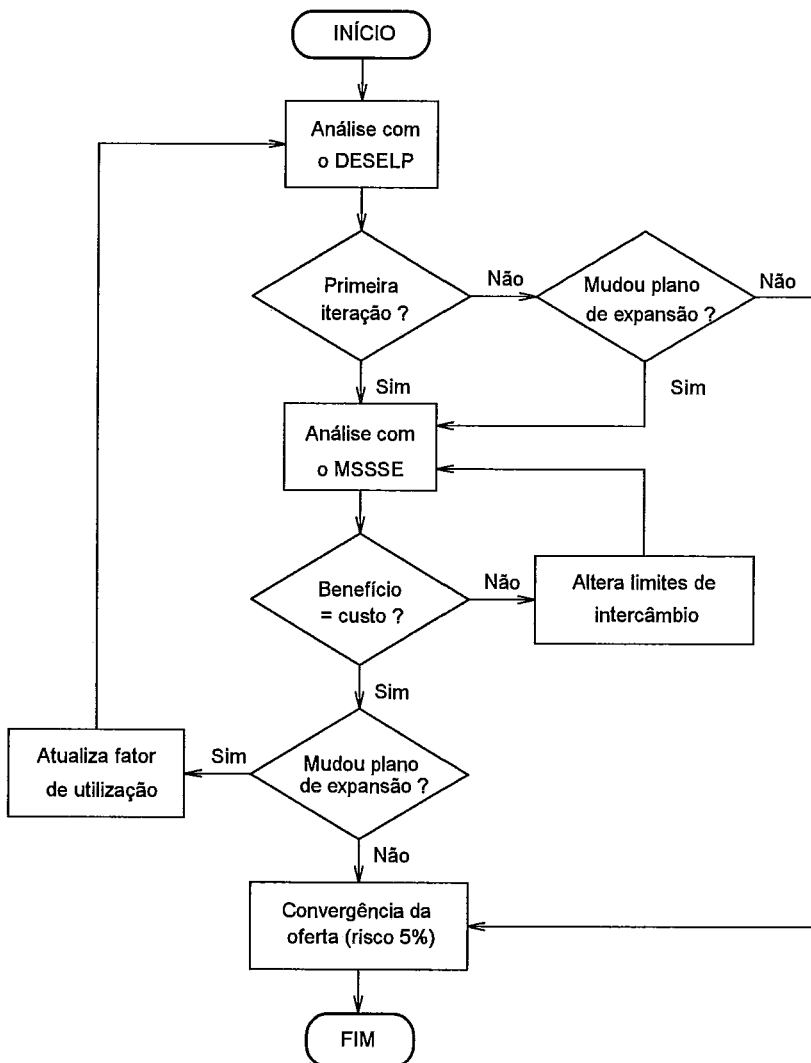 INÍCIO
Análise com
o DESELP
Primeira
iteração ?
Não
Mudou plano
de expansão ?
Não
Sim
Sim
Análise com
o MSSSE
Benefício
= custo ?
Não
Altera limites de
intercâmbio
Sim
Mudou plano
de expansão ?
Sim
Atualiza fator
de utilização
Não
Convergência da
oferta (risco 5%)
FIM